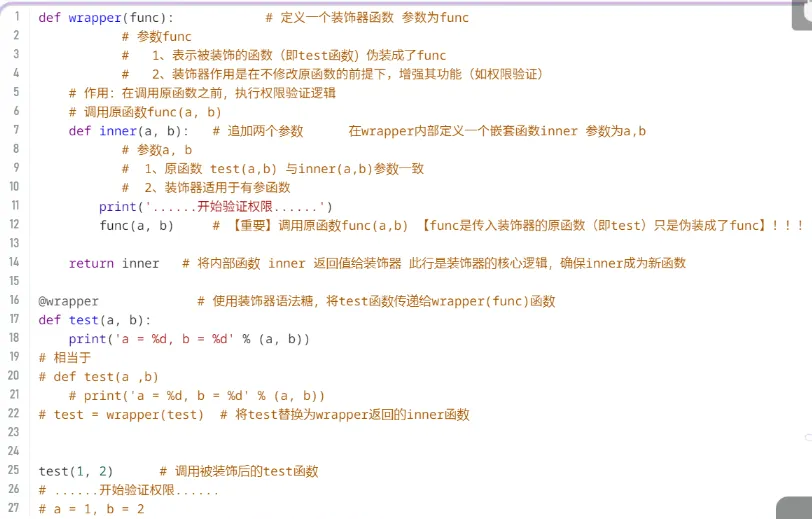 1 def wrapper(func): # 定义一个装饰器函数 参数为func
2 # 参数func
3 # 1、表示被装饰的函数（即test函数）伪装成了func
4 # 2、装饰器作用是在不修改原函数的前提下，增强其功能（如权限验证）
5 # 作用：在调用原函数之前，执行权限验证逻辑
6 # 调用原函数func(a, b)
7 def inner(a, b): # 追加两个参数 在wrapper内部定义一个嵌套函数inner 参数为a,b
8 # 参数a, b
9 # 1、原函数 test(a,b) 与inner(a,b)参数一致
10 # 2、装饰器适用于有参函数
11 print('......开始验证权限......')
12 func(a, b) # 【重要】调用原函数func(a,b) 【func是传入装饰器的原函数（即test）只是伪装成了func】！！！
13
14 return inner # 将内部函数 inner 返回值给装饰器 此行是装饰器的核心逻辑，确保inner成为新函数
15
16 @wrapper # 使用装饰器语法糖，将test函数传递给wrapper(func)函数
17 def test(a, b):
18 print('a = %d, b = %d' % (a, b))
19 # 相当于
20 # def test(a ,b)
21 # print('a = %d, b = %d' % (a, b))
22 # test = wrapper(test) # 将test替换为wrapper返回的inner函数
23
24
25 test(1, 2) # 调用被装饰后的test函数
26 # ......开始验证权限......
27 # a = 1, b = 2